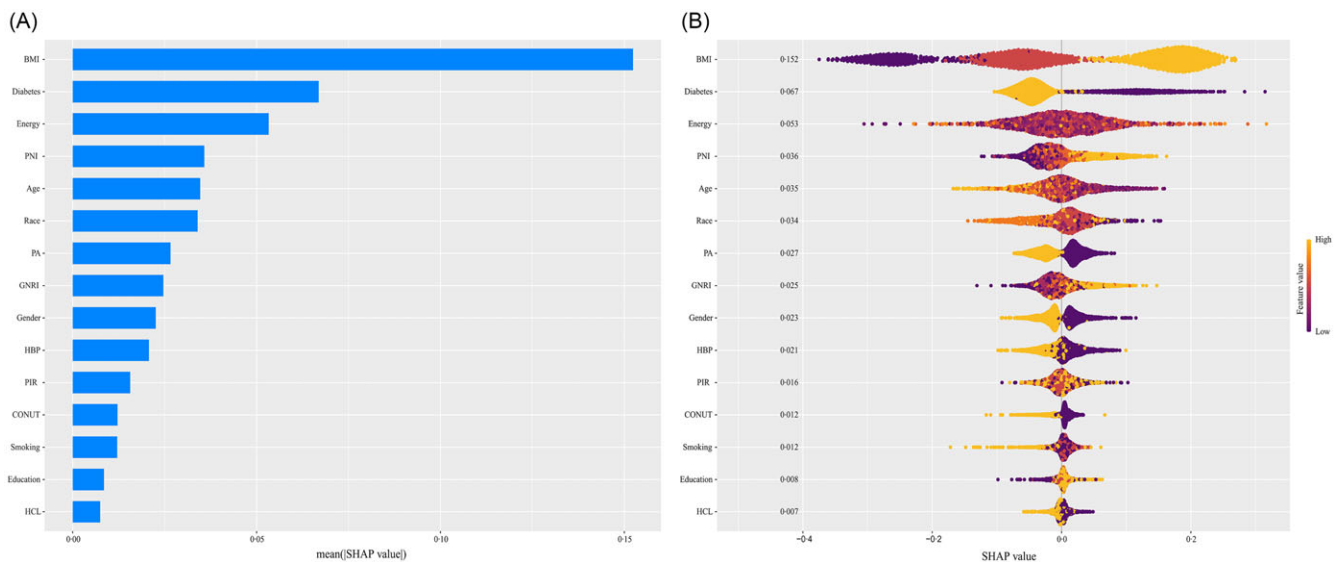 (A)
BMI
Diabetes
Energy
PNI
Age
Race
PA
GNRI
Gender
HBP
PIR
CONUT
Smoking
Education
HCL
0·00
0·05
0·10
0·15
mean(|SHAP value|)
(B)
BMI 0·152
Diabetes 0·067
Energy 0·053
PNI 0·036
Age 0·035
Race 0·034
PA 0·027
GNRI 0·025
Gender 0·023
HBP 0·021
PIR 0·016
CONUT 0·012
Smoking 0·012
Education 0·008
HCL 0·007
−0·4
−0·2
0·0
0·2
SHAP value
High
Feature value
Low